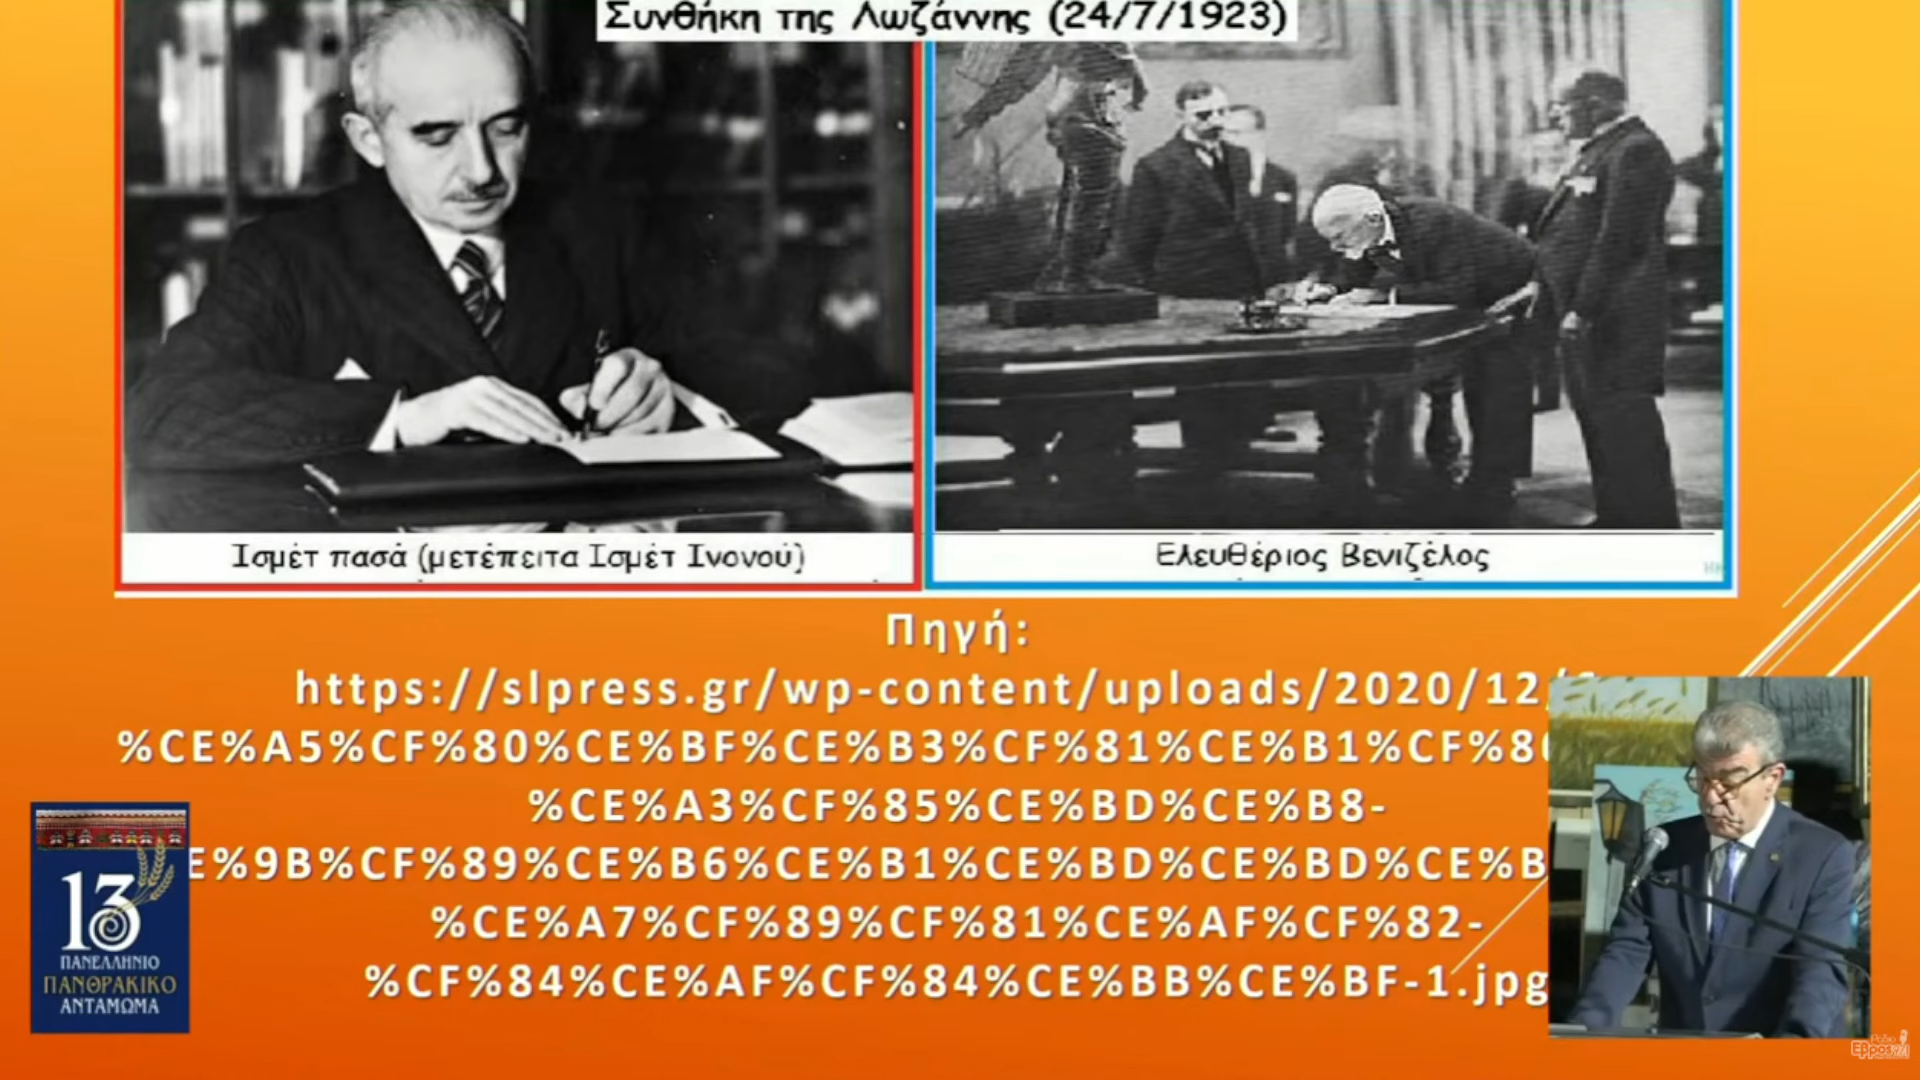 Συνθήκη της Λωζάννης (24/7/1923)
Ισμέτ πασά (μετέπειτα Ισμέτ Ινονού)
Ελευθέριος Βενιζέλος
Πηγή:
https://slpress.gr/wp-content/uploads/2020/12/
%CE%A5%CF%80%CE%BF%CE%B3%CF%81%CE%B1%CF%8
%CE%A3%CF%85%CE%BD%CE%B8-
E%9B%CF%89%CE%B6%CE%B1%CE%BD%CE%BD%CE%B
%CE%A7%CF%89%CF%81%CE%AF%CF%82-
%CF%84%CE%AF%CF%84%CE%BB%CE%BF-1.jpg
13
ΠΑΝΕΛΛΗΝΙΟ
ΠΑΝΘΡΑΚΙΚΟ
ΑΝΤΑΜΩΜΑ
Ράδιο
Έβρος